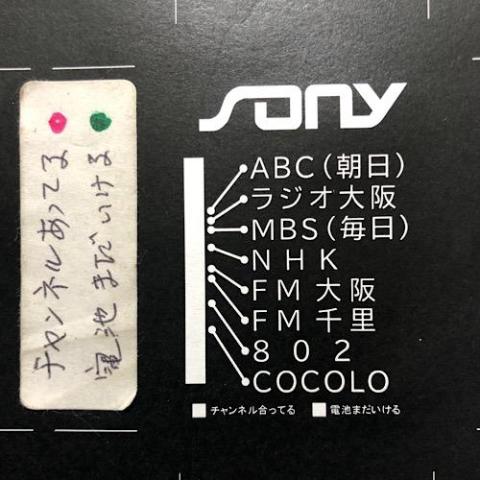 チャンネルあってる
電池まだいける
SONY
ABC(朝日)
ラジオ大阪
MBS(毎日)
NHK
FM大阪
FM千里
802
COCOLO
チャンネル合ってる
電池まだいける